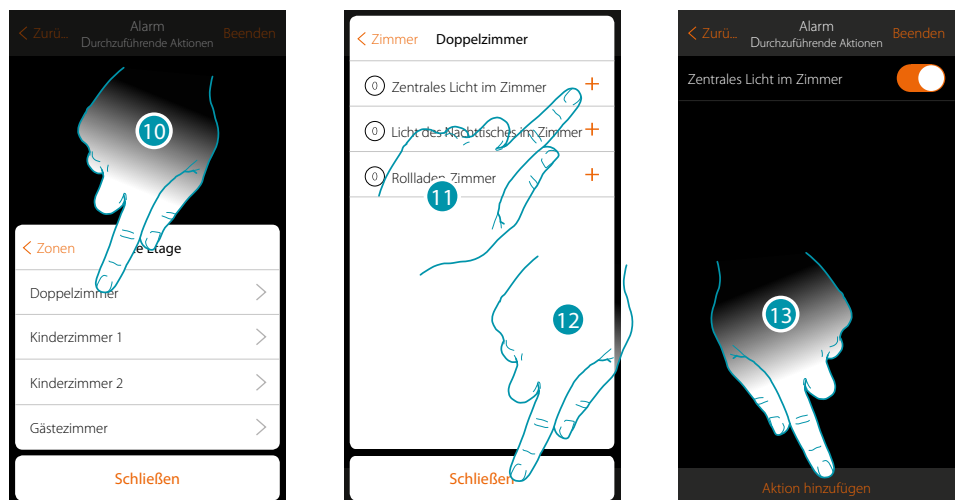 Zurü...
Alarm
Durchzuführende Aktionen
Beenden
10
Zonen
e Etage
Doppelzimmer
Kinderzimmer 1
Kinderzimmer 2
Gästezimmer
Schließen
Zimmer
Doppelzimmer
0 Zentrales Licht im Zimmer +
0 Licht des Nachttisches im Zimmer +
0 Rollladen Zimmer +
11
12
Schließen
Zurü...
Alarm
Durchzuführende Aktionen
Beenden
Zentrales Licht im Zimmer
13
Aktion hinzufügen